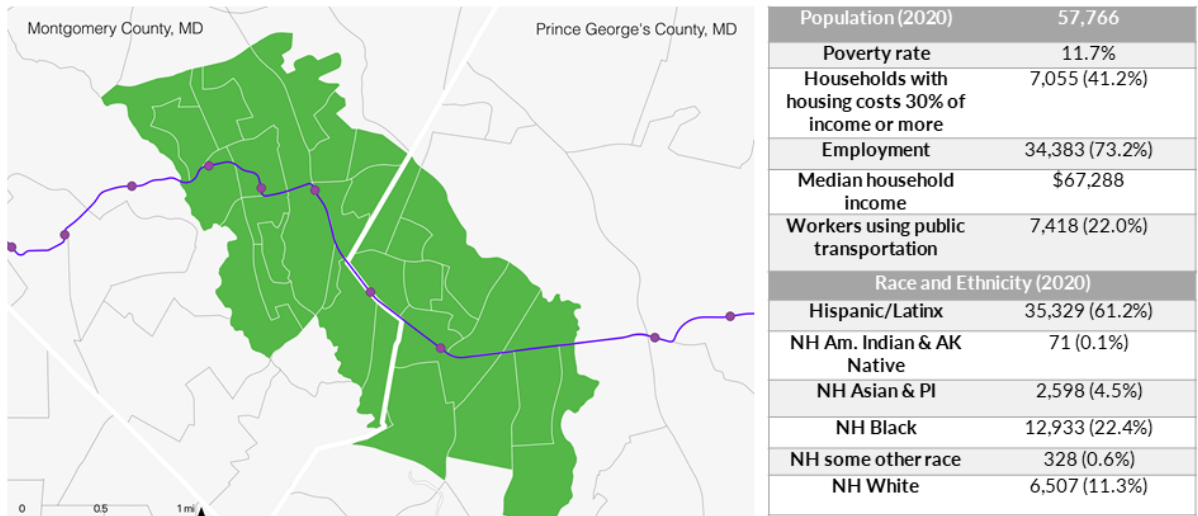 Montgomery County, MD
Prince George's County, MD
0 0.5 1 mi
Population (2020) 57,766
Poverty rate 11.7%
Households with 7,055 (41.2%)
housing costs 30% of
income or more
Employment 34,383 (73.2%)
Median household $67,288
income
Workers using public 7,418 (22.0%)
transportation
Race and Ethnicity (2020)
Hispanic/Latinx 35,329 (61.2%)
NH Am. Indian & AK 71 (0.1%)
Native
NH Asian & PI 2,598 (4.5%)
NH Black 12,933 (22.4%)
NH some other race 328 (0.6%)
NH White 6,507 (11.3%)